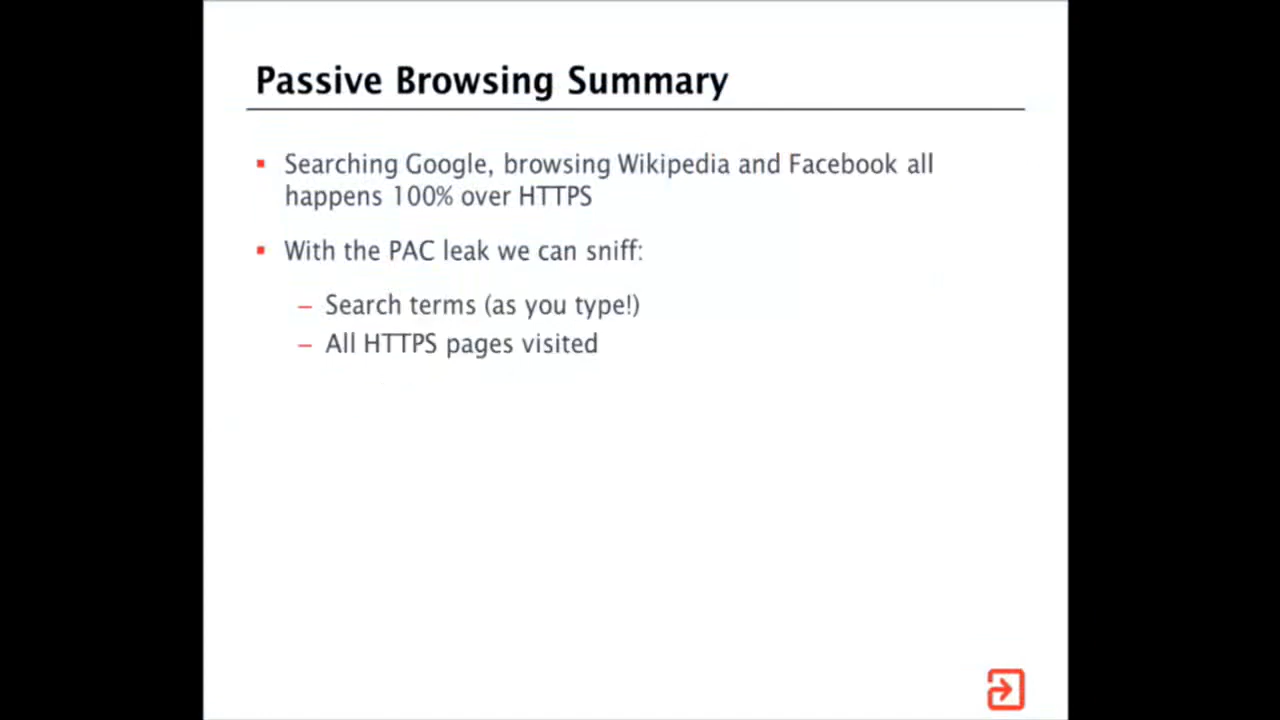 Passive Browsing Summary
▪ Searching Google, browsing Wikipedia and Facebook all
happens 100% over HTTPS
▪ With the PAC leak we can sniff:
– Search terms (as you type!)
– All HTTPS pages visited